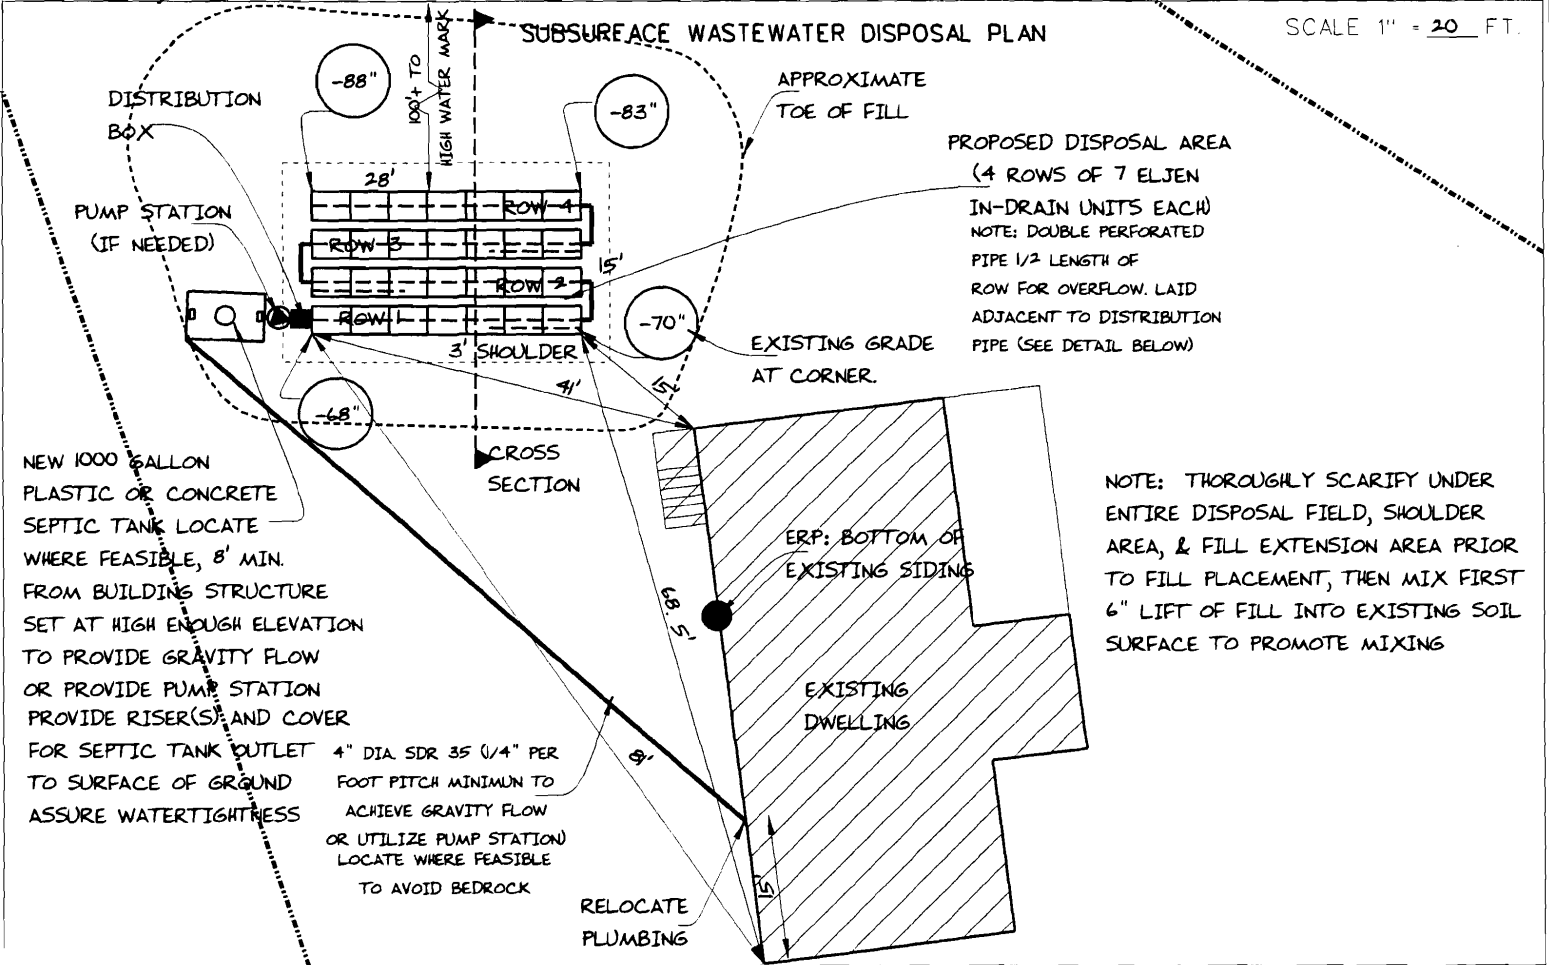 SUBSURFACE WASTEWATER DISPOSAL PLAN
SCALE 1" = 20 FT.
-88"
100'+ TO
HIGH WATER MARK
-83"
APPROXIMATE
TOE OF FILL
DISTRIBUTION
BOX
PROPOSED DISPOSAL AREA
(4 ROWS OF 7 ELJEN
IN-DRAIN UNITS EACH)
NOTE: DOUBLE PERFORATED
PIPE 1/2 LENGTH OF
ROW FOR OVERFLOW. LAID
ADJACENT TO DISTRIBUTION
PIPE (SEE DETAIL BELOW)
28'
ROW 4
ROW 3
15'
ROW 2
ROW 1
PUMP STATION
(IF NEEDED)
3' SHOULDER
-70"
EXISTING GRADE
AT CORNER.
41'
15'
-68"
CROSS
SECTION
NEW 1000 GALLON
PLASTIC OR CONCRETE
SEPTIC TANK LOCATE
WHERE FEASIBLE, 8' MIN.
FROM BUILDING STRUCTURE
SET AT HIGH ENOUGH ELEVATION
TO PROVIDE GRAVITY FLOW
OR PROVIDE PUMP STATION
PROVIDE RISER(S) AND COVER
FOR SEPTIC TANK OUTLET
TO SURFACE OF GROUND
ASSURE WATERTIGHTNESS
NOTE: THOROUGHLY SCARIFY UNDER
ENTIRE DISPOSAL FIELD, SHOULDER
AREA, & FILL EXTENSION AREA PRIOR
TO FILL PLACEMENT, THEN MIX FIRST
6" LIFT OF FILL INTO EXISTING SOIL
SURFACE TO PROMOTE MIXING
ERP: BOTTOM OF
EXISTING SIDING
68.5'
EXISTING
DWELLING
81'
4" DIA. SDR 35 (1/4" PER
FOOT PITCH MINIMUN TO
ACHIEVE GRAVITY FLOW
OR UTILIZE PUMP STATION)
LOCATE WHERE FEASIBLE
TO AVOID BEDROCK
15'
RELOCATE
PLUMBING